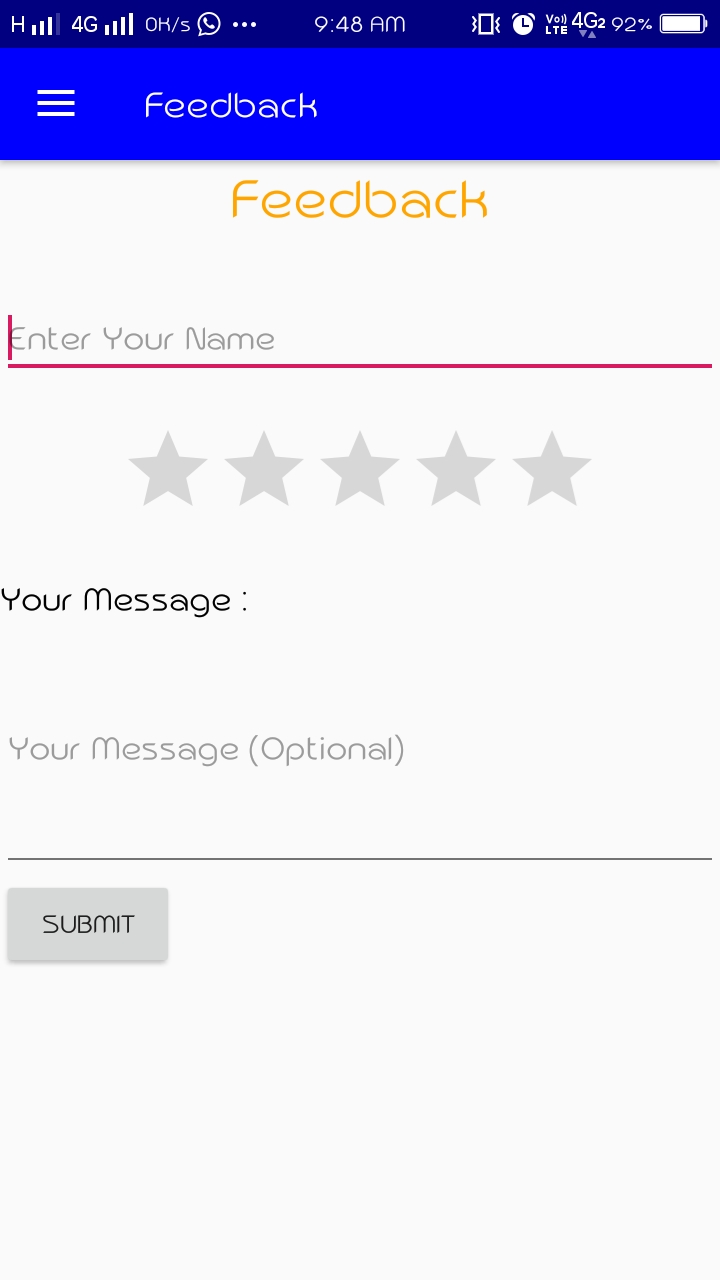 H 4G 0K/s 9:48 AM Vo)) LTE 4G2 92%
Feedback
Feedback
Enter Your Name
Your Message :
Your Message (Optional)
SUBMIT